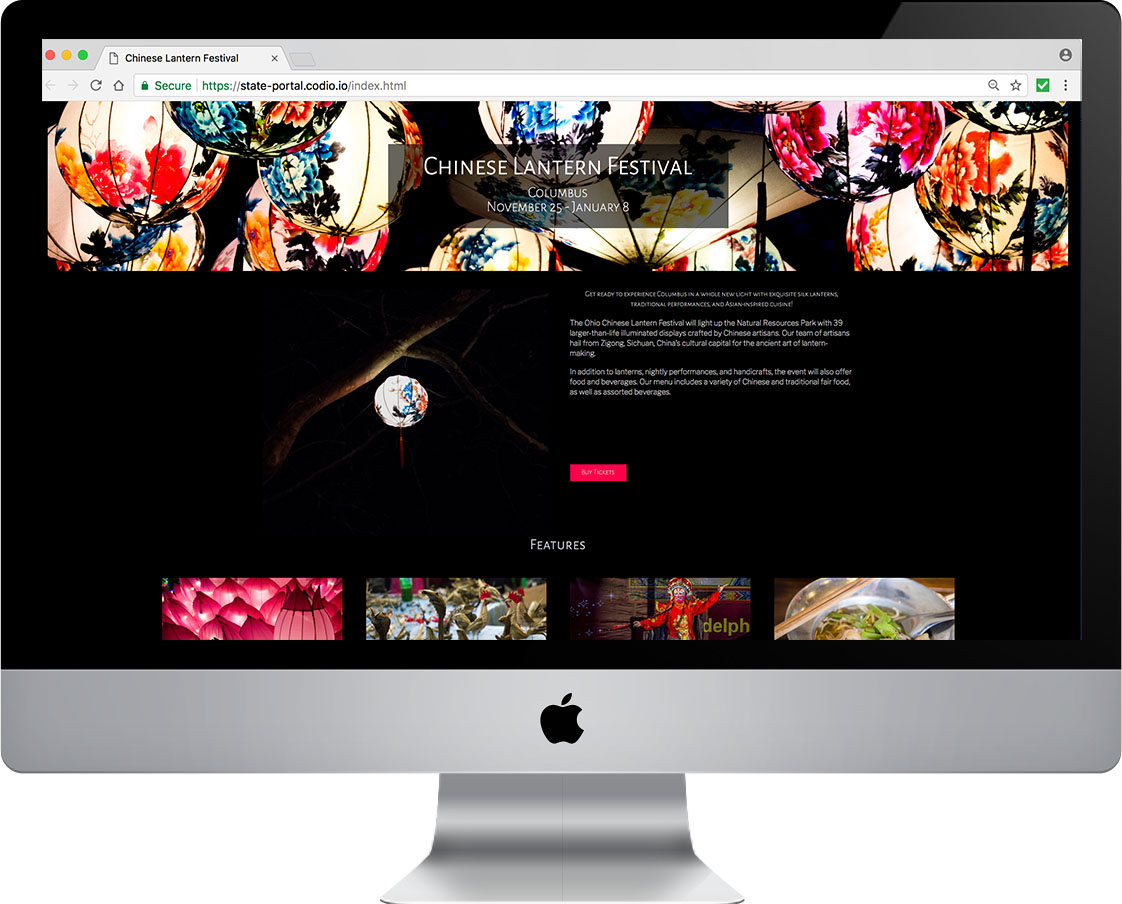 Chinese Lantern Festival
Secure
https://state-portal.codio.io/index.html
Chinese Lantern Festival
Columbus
November 25 - January 8
Get ready to experience Columbus in a whole new light with exquisite silk lanterns,
traditional performances, and Asian-inspired cuisine!
The Ohio Chinese Lantern Festival will light up the Natural Resources Park with 39
larger-than-life illuminated displays crafted by Chinese artisans. Our team of artisans
hail from Zigong, Sichuan, China's cultural capital for the ancient art of lantern-
making.
In addition to lanterns, nightly performances, and handicrafts, the event will also offer
food and beverages. Our menu includes a variety of Chinese and traditional fair food,
as well as assorted beverages.
Buy Tickets
Features
delph